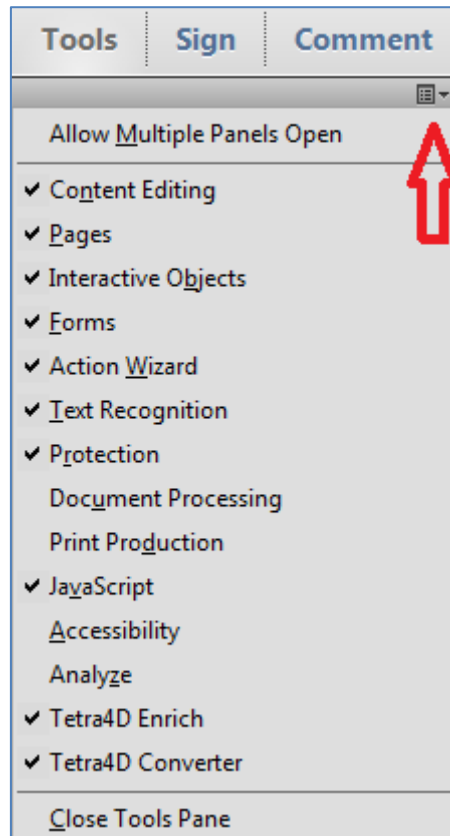 Tools Sign Comment
Allow Multiple Panels Open
Content Editing
Pages
Interactive Objects
Forms
Action Wizard
Text Recognition
Protection
Document Processing
Print Production
JavaScript
Accessibility
Analyze
Tetra4D Enrich
Tetra4D Converter
Close Tools Pane